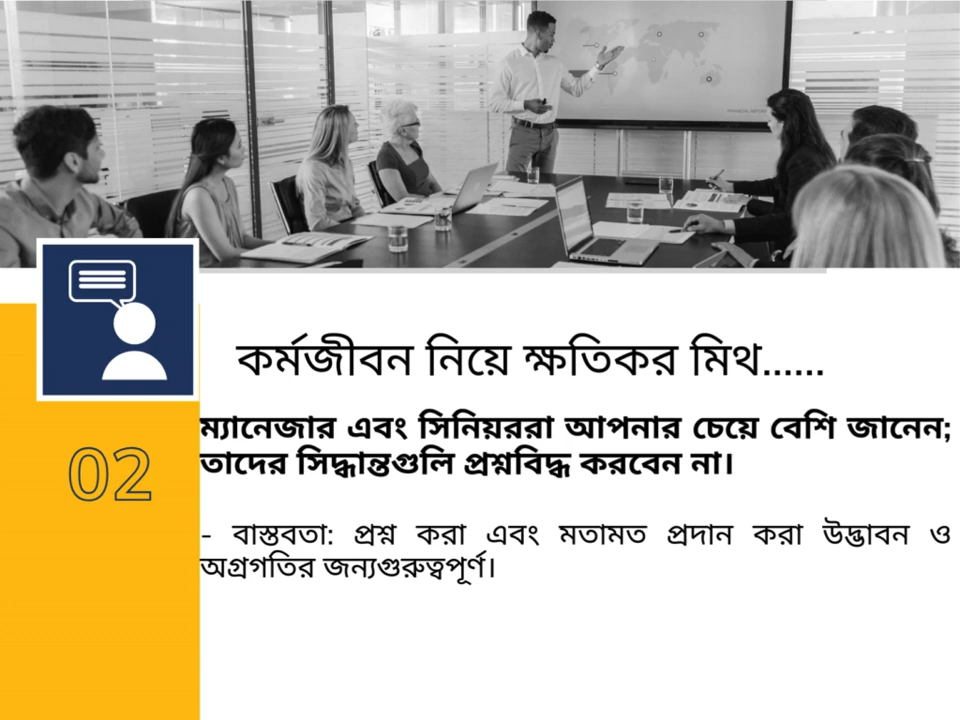 কর্মজীবন নিয়ে ক্ষতিকর মিথ......
ম্যানেজার এবং সিনিয়ররা আপনার চেয়ে বেশি জানেন;
তাদের সিদ্ধান্তগুলি প্রশ্নবিদ্ধ করবেন না।
02
- বাস্তবতা: প্রশ্ন করা এবং মতামত প্রদান করা উদ্ভাবন ও
অগ্রগতির জন্যগুরুত্বপূর্ণ।